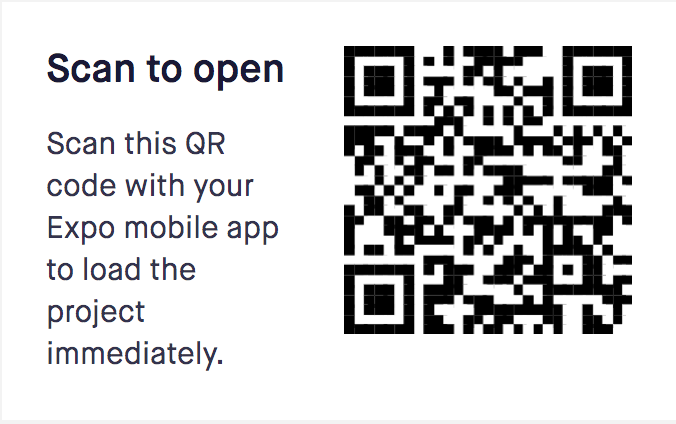 Scan to open
Scan this QR
code with your
Expo mobile app
to load the
project
immediately.